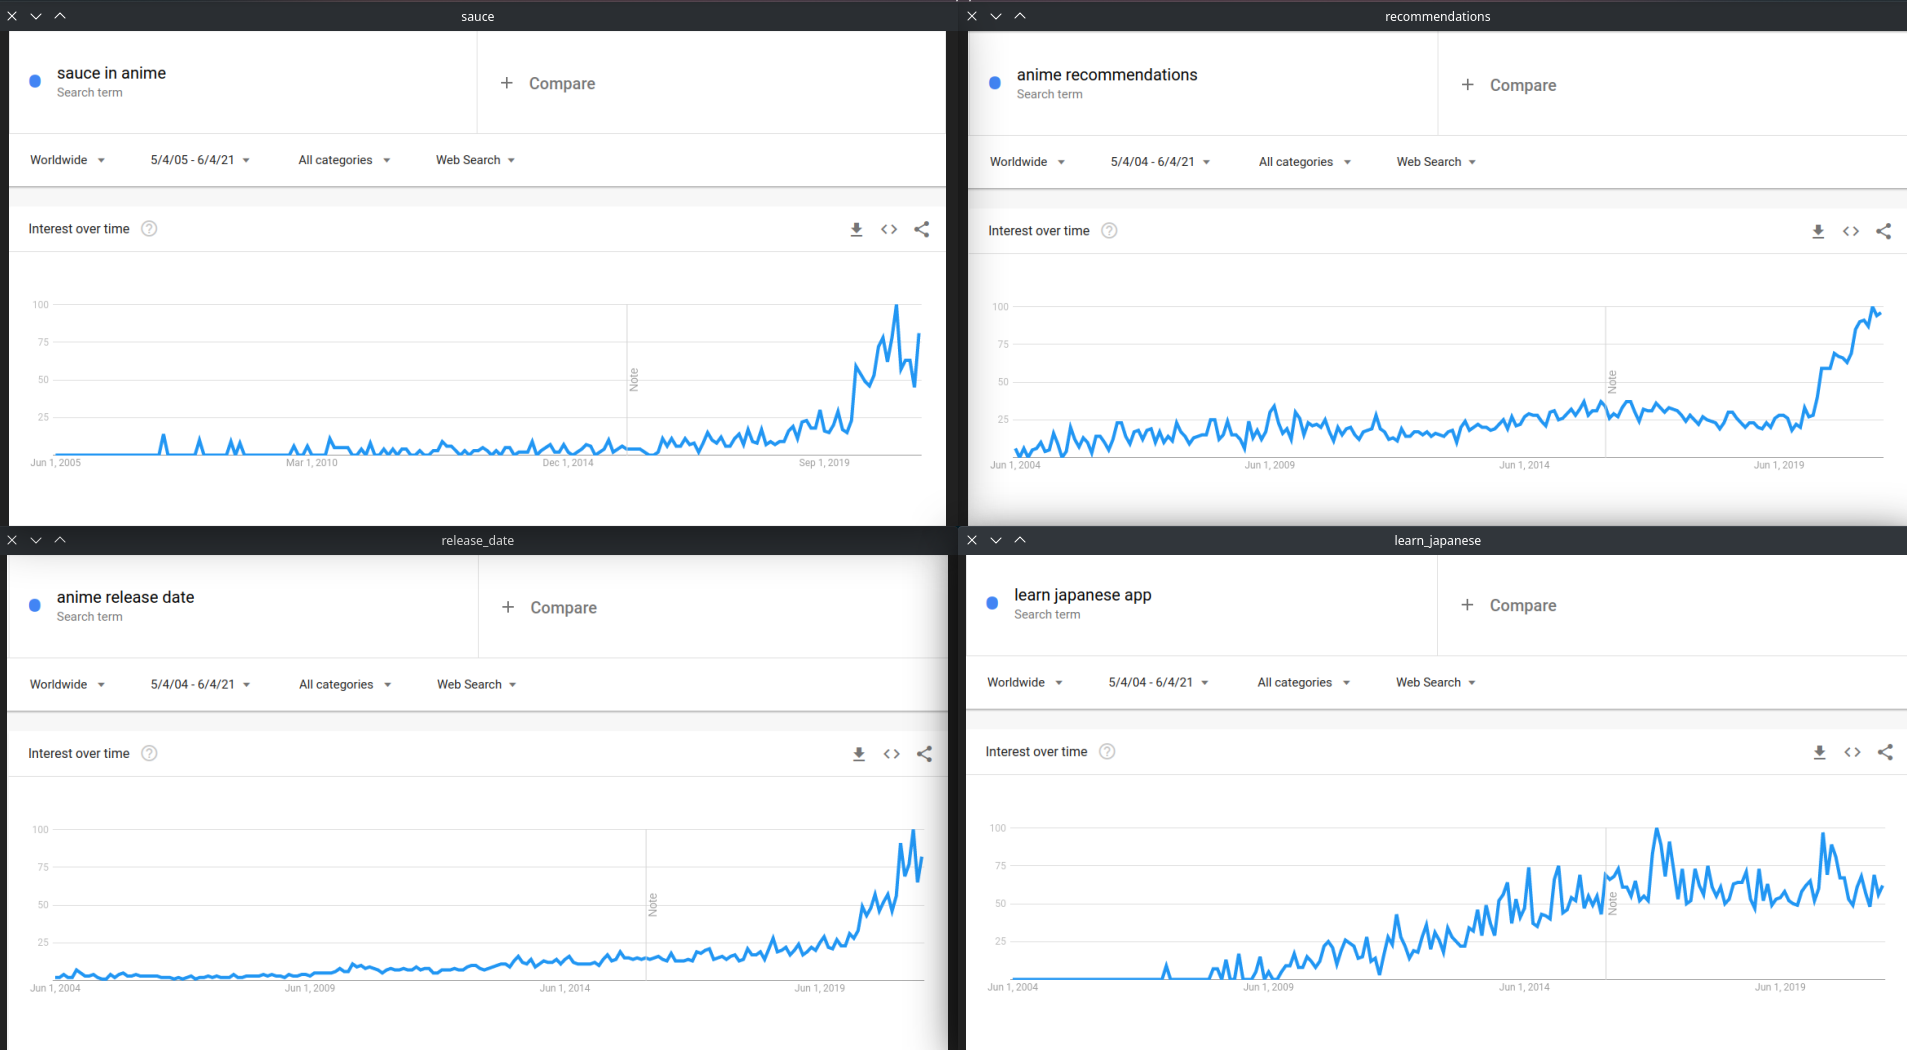 sauce
sauce in anime
Search term
+ Compare
Worldwide 5/4/05 - 6/4/21 All categories Web Search
Interest over time ?
100
75
50
25
Note
Jun 1, 2005 Mar 1, 2010 Dec 1, 2014 Sep 1, 2019
recommendations
anime recommendations
Search term
+ Compare
Worldwide 5/4/04 - 6/4/21 All categories Web Search
Interest over time ?
100
75
50
25
Note
Jun 1, 2004 Jun 1, 2009 Jun 1, 2014 Jun 1, 2019
release_date
anime release date
Search term
+ Compare
Worldwide 5/4/04 - 6/4/21 All categories Web Search
Interest over time ?
100
75
50
25
Note
Jun 1, 2004 Jun 1, 2009 Jun 1, 2014 Jun 1, 2019
learn_japanese
learn japanese app
Search term
+ Compare
Worldwide 5/4/04 - 6/4/21 All categories Web Search
Interest over time ?
100
75
50
25
Note
Jun 1, 2004 Jun 1, 2009 Jun 1, 2014 Jun 1, 2019